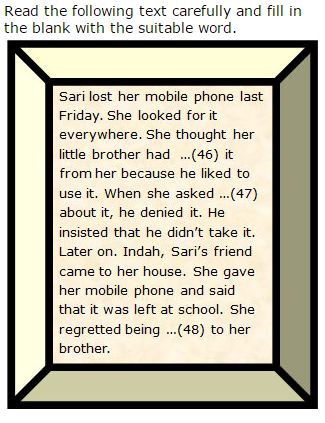 Read the following text carefully and fill in
the blank with the suitable word.
Sari lost her mobile phone last
Friday. She looked for it
everywhere. She thought her
little brother had ...(46) it
from her because he liked to
use it. When she asked ...(47)
about it, he denied it. He
insisted that he didn't take it.
Later on. Indah, Sari's friend
came to her house. She gave
her mobile phone and said
that it was left at school. She
regretted being ...(48) to her
brother.